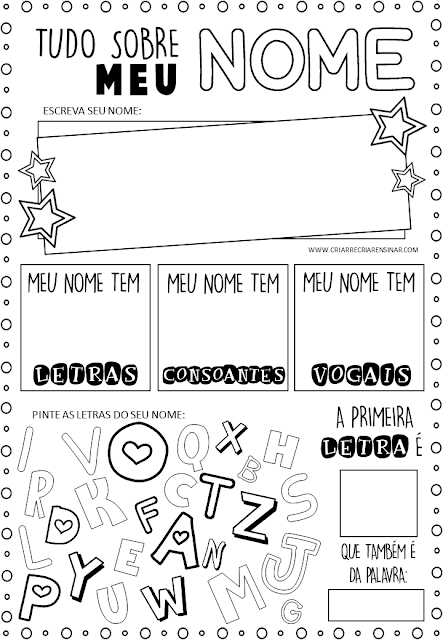 TUDO SOBRE
MEU NOME
ESCREVA SEU NOME:
WWW.CRIARRECRIARENSINAR.COM
MEU NOME TEM
LETRAS
MEU NOME TEM
CONSOANTES
MEU NOME TEM
VOGAIS
PINTE AS LETRAS DO SEU NOME:
I V O Q X H
R D K F C T B Z S
L U E A N M J
P Y U W G
A PRIMEIRA
LETRA É
QUE TAMBÉM É
DA PALAVRA: